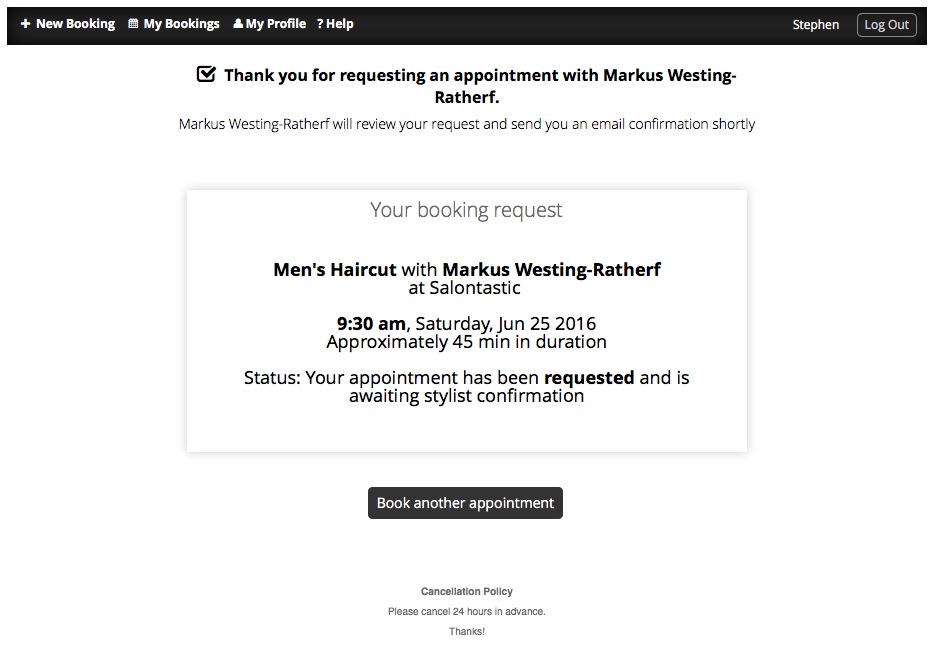 New Booking My Bookings My Profile ? Help Stephen Log Out
Thank you for requesting an appointment with Markus Westing-
Ratherf.
Markus Westing-Ratherf will review your request and send you an email confirmation shortly
Your booking request
Men's Haircut with Markus Westing-Ratherf
at Salontastic
9:30 am, Saturday, Jun 25 2016
Approximately 45 min in duration
Status: Your appointment has been requested and is
awaiting stylist confirmation
Book another appointment
Cancellation Policy
Please cancel 24 hours in advance.
Thanks!